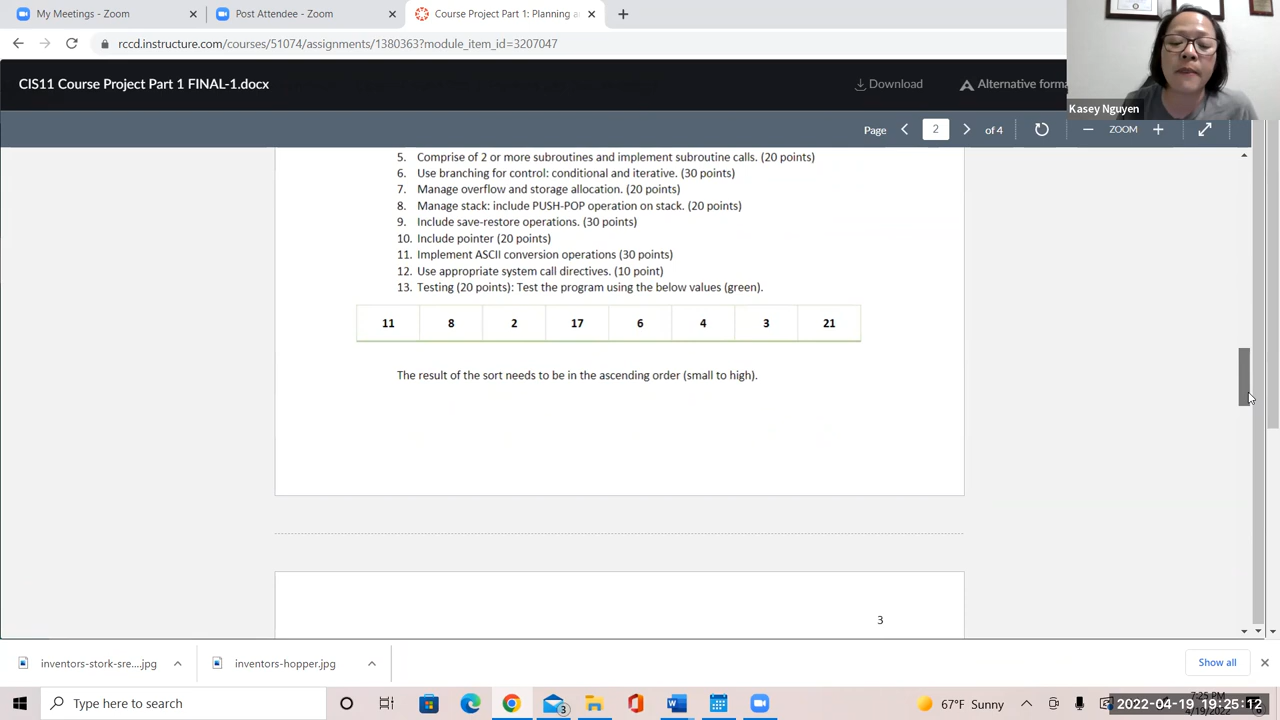 My Meetings - Zoom
Post Attendee - Zoom
Course Project Part 1: Planning a
rccd.instructure.com/courses/51074/assignments/1380363?module_item_id=3207047
CIS11 Course Project Part 1 FINAL-1.docx
Download
Alternative forma
Kasey Nguyen
Page
2
of 4
ZOOM
5. Comprise of 2 or more subroutines and implement subroutine calls. (20 points)
6. Use branching for control: conditional and iterative. (30 points)
7. Manage overflow and storage allocation. (20 points)
8. Manage stack: include PUSH-POP operation on stack. (20 points)
9. Include save-restore operations. (30 points)
10. Include pointer (20 points)
11. Implement ASCII conversion operations (30 points)
12. Use appropriate system call directives. (10 point)
13. Testing (20 points): Test the program using the below values (green).
11 8 2 17 6 4 3 21
The result of the sort needs to be in the ascending order (small to high).
3
inventors-stork-sre....jpg
inventors-hopper.jpg
Show all
Type here to search
3
67°F Sunny
7:25 PM
2022-04-19 19:25:12
4/19/2022